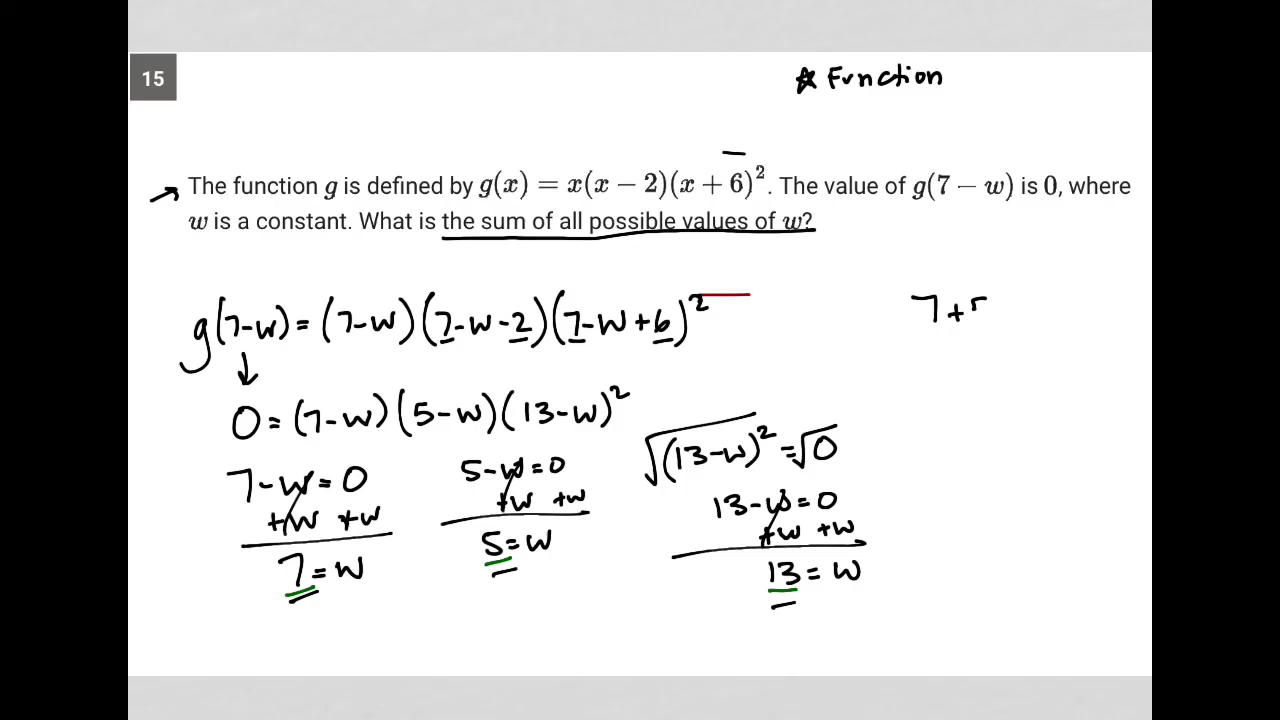 15
☆ Function
The function g is defined by g(x) = x(x − 2)(x + 6)². The value of g(7 − w) is 0, where
w is a constant. What is the sum of all possible values of w?
g(7-w) = (7-w)(7-w-2)(7-w+6)²
7+
0 = (7-w)(5-w)(13-w)²
√(13-w)² = √0
7-w=0 5-w=0
+w +w +w +w 13-w=0
+w +w
7=w 5=w 13=w